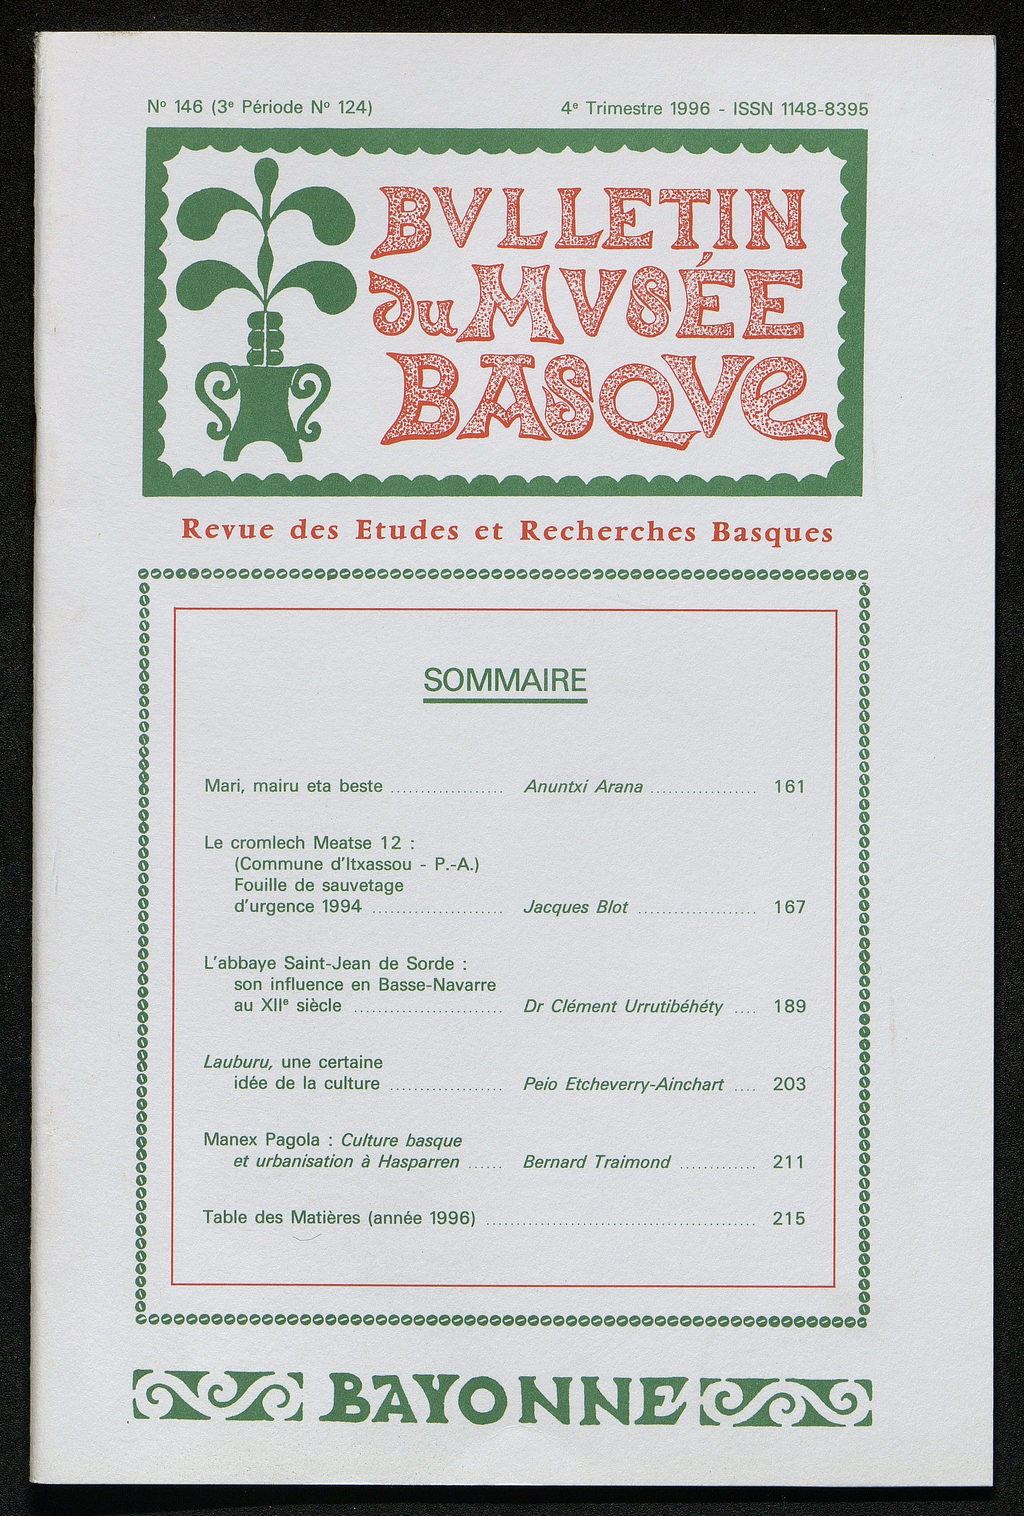 Nº 146 (3ᵉ Période Nº 124)
4ᵉ Trimestre 1996 - ISSN 1148-8395
BVLLETIN
du MVSÉE
BASQVE
Revue des Etudes et Recherches Basques
SOMMAIRE
Mari, mairu eta beste .................. Anuntxi Arana .................. 161
Le cromlech Meatse 12 :
(Commune d'Itxassou - P.-A.)
Fouille de sauvetage
d'urgence 1994 ...................... Jacques Blot .................... 167
L'abbaye Saint-Jean de Sorde :
son influence en Basse-Navarre
au XIIᵉ siècle ......................... Dr Clément Urrutibéhéty .... 189
Lauburu, une certaine
idée de la culture ................... Peio Etcheverry-Ainchart .... 203
Manex Pagola : Culture basque
et urbanisation à Hasparren ...... Bernard Traimond ............. 211
Table des Matières (année 1996) ............................................. 215
BAYONNE